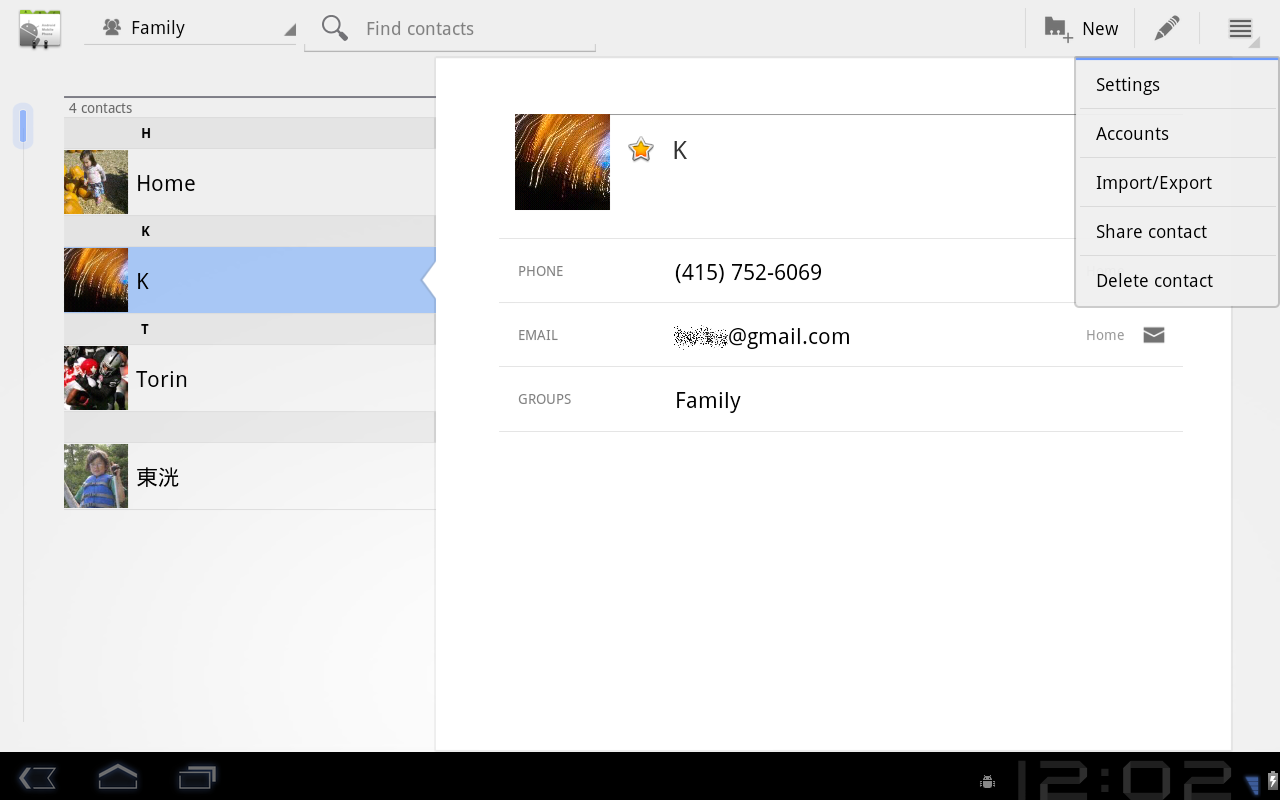 Family
Find contacts
New
Settings
Accounts
Import/Export
Share contact
Delete contact
4 contacts
H
Home
K
K
T
Torin
東洸
K
PHONE (415) 752-6069
EMAIL @gmail.com Home
GROUPS Family
12:02